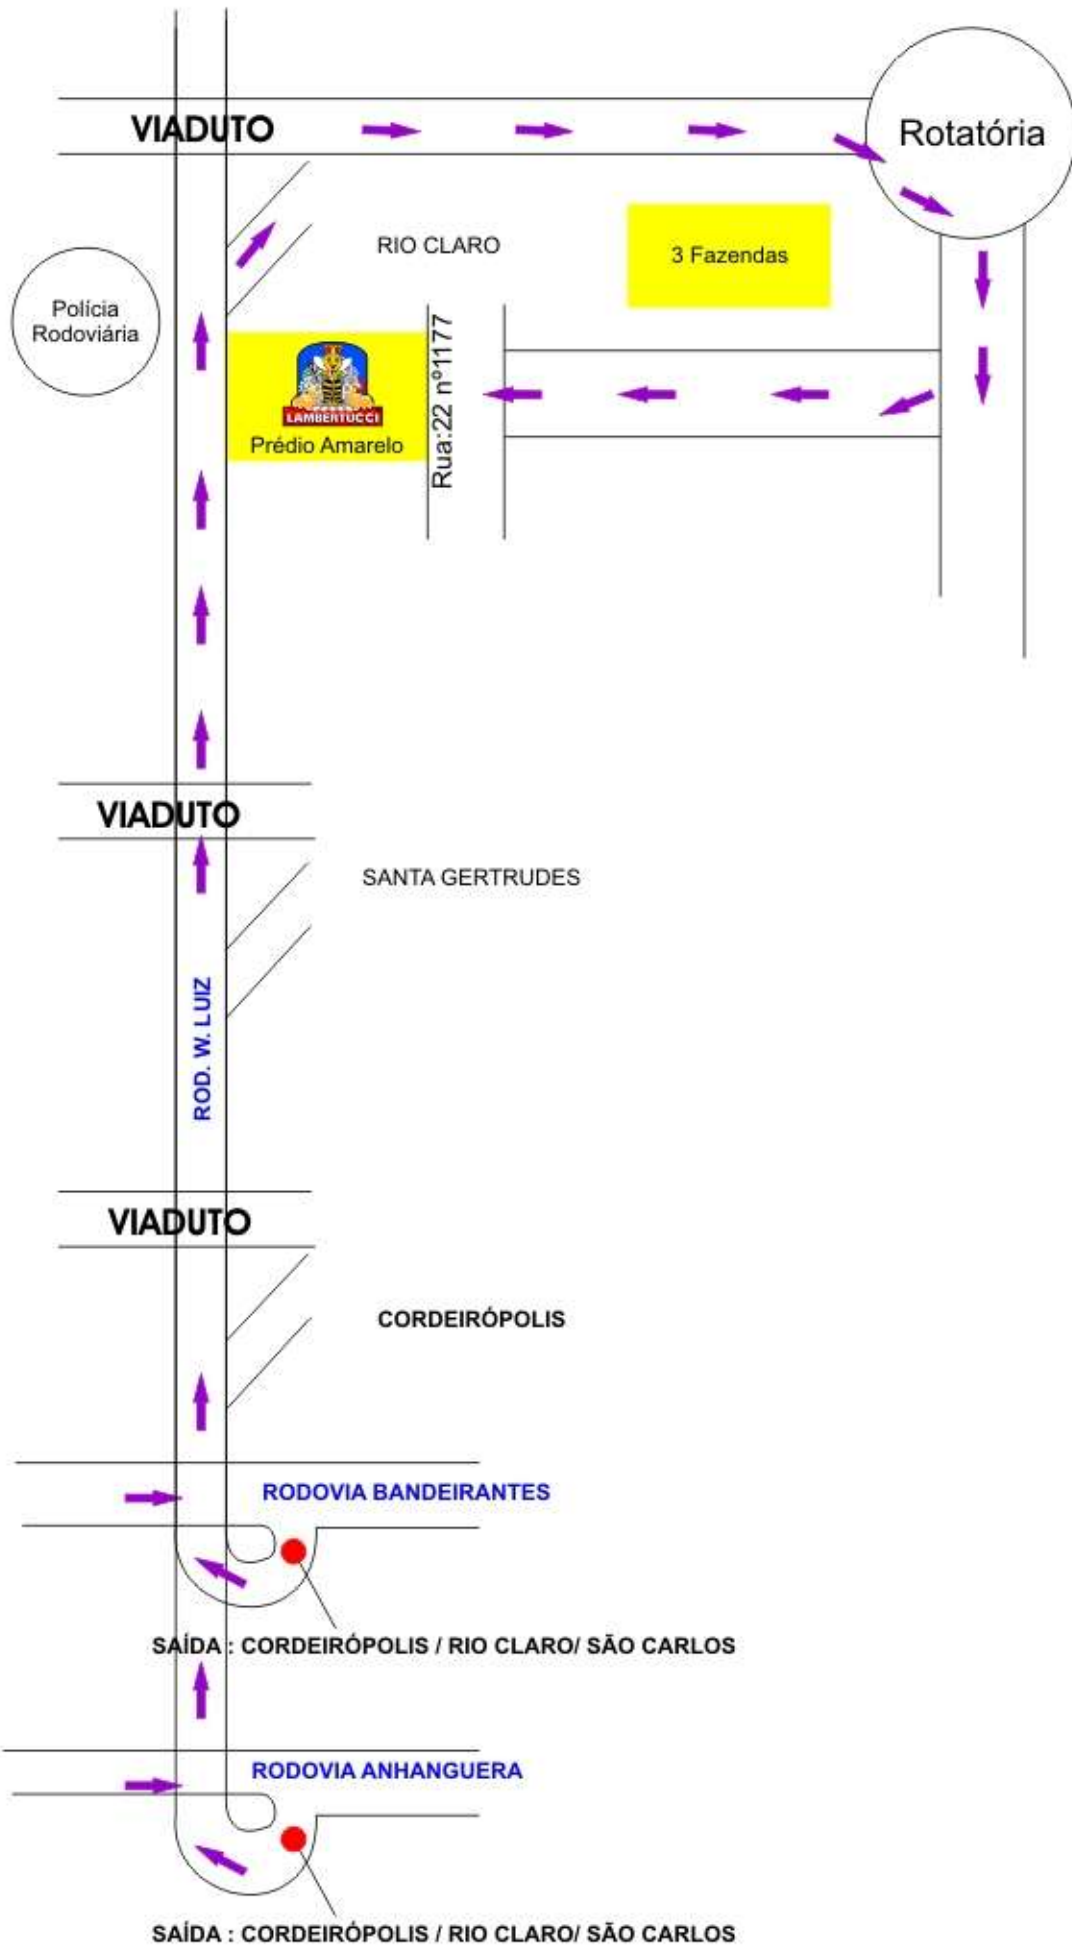 VIADUTO
Rotatória
RIO CLARO
3 Fazendas
Polícia
Rodoviária
LAMBERTUCCI
Prédio Amarelo
Rua:22 nº1177
VIADUTO
SANTA GERTRUDES
ROD. W. LUIZ
VIADUTO
CORDEIRÓPOLIS
RODOVIA BANDEIRANTES
SAÍDA : CORDEIRÓPOLIS / RIO CLARO/ SÃO CARLOS
RODOVIA ANHANGUERA
SAÍDA : CORDEIRÓPOLIS / RIO CLARO/ SÃO CARLOS